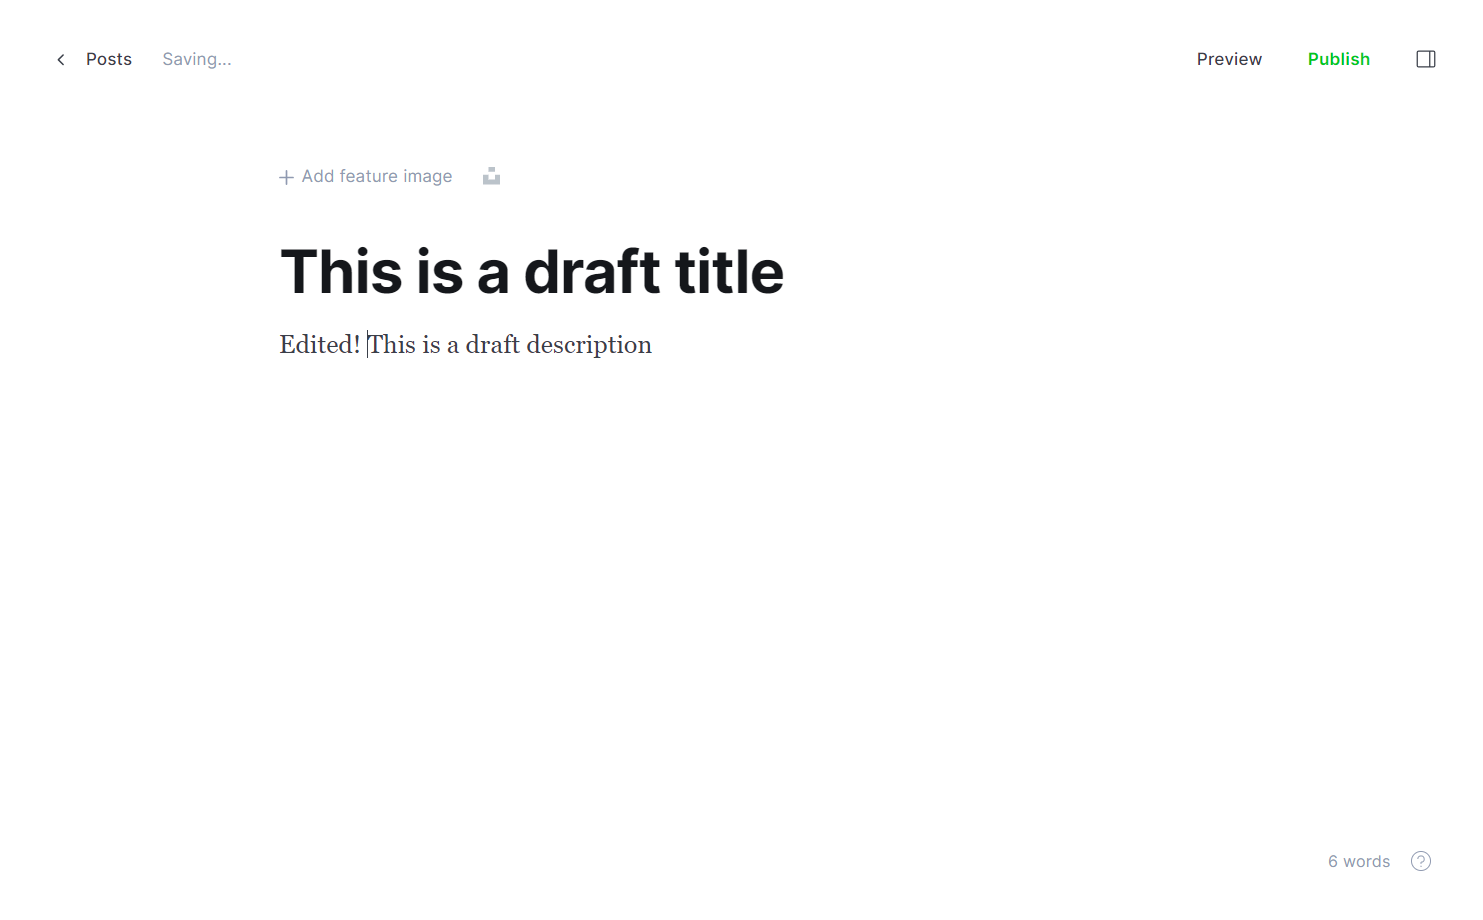 Posts Saving... Preview Publish
Add feature image
This is a draft title
Edited! This is a draft description
6 words